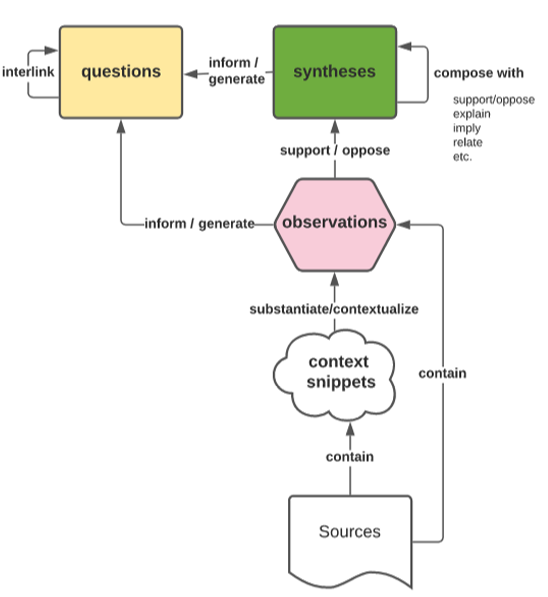 interlink
questions
inform /
generate
syntheses
compose with
support/oppose
explain
imply
relate
etc.
support / oppose
inform / generate
observations
substantiate/contextualize
context
snippets
contain
contain
Sources